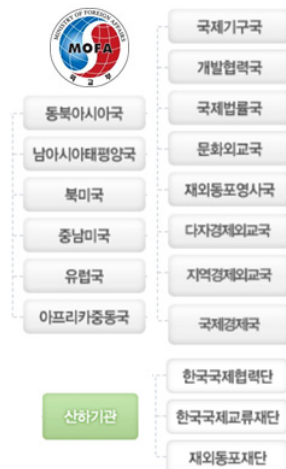 MINISTRY OF FOREIGN AFFAIRS
MOFA
외교부
동북아시아국
남아시아태평양국
북미국
중남미국
유럽국
아프리카중동국
국제기구국
개발협력국
국제법률국
문화외교국
재외동포영사국
다자경제외교국
지역경제외교국
국제경제국
산하기관
한국국제협력단
한국국제교류재단
재외동포재단